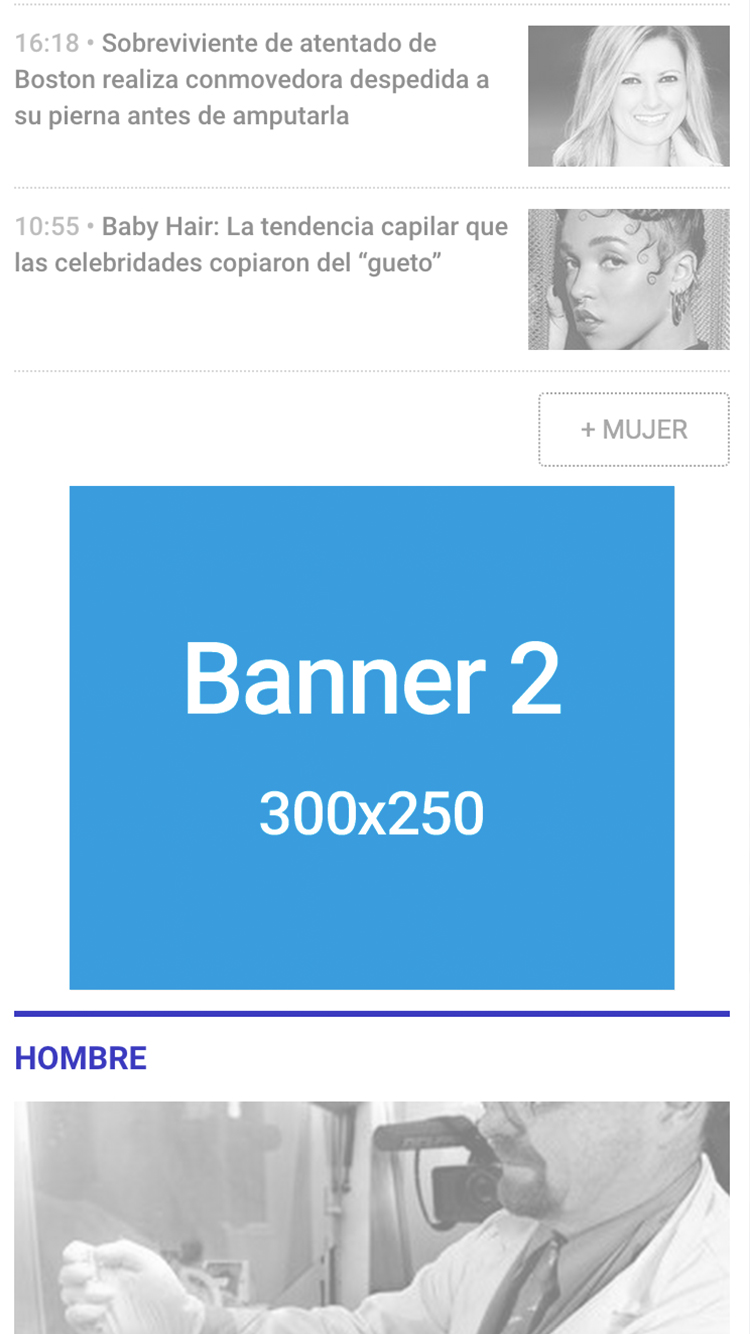 16:18 • Sobreviviente de atentado de
Boston realiza conmovedora despedida a
su pierna antes de amputarla
10:55 • Baby Hair: La tendencia capilar que
las celebridades copiaron del “gueto”
+ MUJER
Banner 2
300x250
HOMBRE